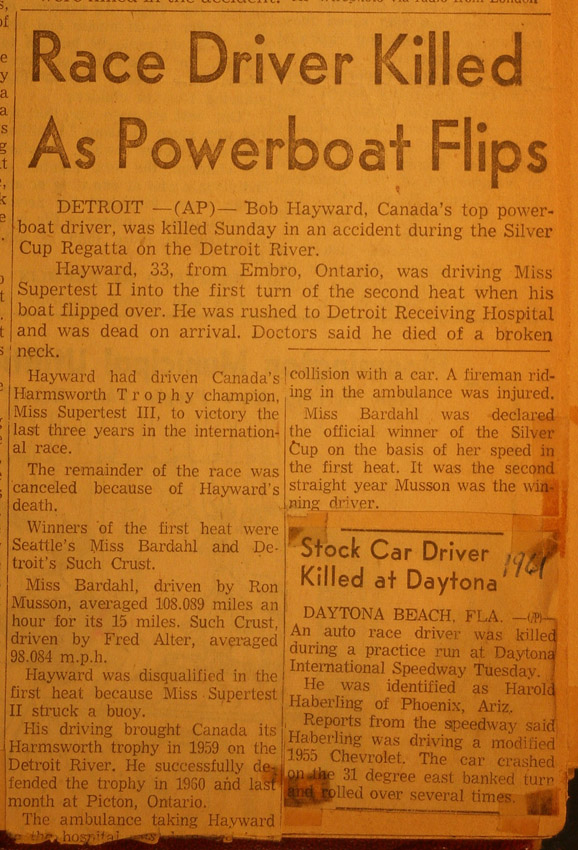 were killed in the accident.
Race Driver Killed
As Powerboat Flips
DETROIT —(AP)— Bob Hayward, Canada's top power-
boat driver, was killed Sunday in an accident during the Silver
Cup Regatta on the Detroit River.
Hayward, 33, from Embro, Ontario, was driving Miss
Supertest II into the first turn of the second heat when his
boat flipped over. He was rushed to Detroit Receiving Hospital
and was dead on arrival. Doctors said he died of a broken
neck.
Hayward had driven Canada's
Harmsworth Trophy champion,
Miss Supertest III, to victory the
last three years in the internation-
al race.
The remainder of the race was
canceled because of Hayward's
death.
Winners of the first heat were
Seattle's Miss Bardahl and De-
troit's Such Crust.
Miss Bardahl, driven by Ron
Musson, averaged 108.089 miles an
hour for its 15 miles. Such Crust,
driven by Fred Alter, averaged
98.084 m.p.h.
Hayward was disqualified in the
first heat because Miss Supertest
II struck a buoy.
His driving brought Canada its
Harmsworth trophy in 1959 on the
Detroit River. He successfully de-
fended the trophy in 1960 and last
month at Picton, Ontario.
The ambulance taking Hayward
the hospital
collision with a car. A fireman rid-
ing in the ambulance was injured.
Miss Bardahl was declared
the official winner of the Silver
Cup on the basis of her speed in
the first heat. It was the second
straight year Musson was the win-
ning driver.
Stock Car Driver
Killed at Daytona
1961
DAYTONA BEACH, FLA. —(AP)—
An auto race driver was killed
during a practice run at Daytona
International Speedway Tuesday.
He was identified as Harold
Haberling of Phoenix, Ariz.
Reports from the speedway said
Haberling was driving a modified
1955 Chevrolet. The car crashed
on the 31 degree east banked turn
and rolled over several times.